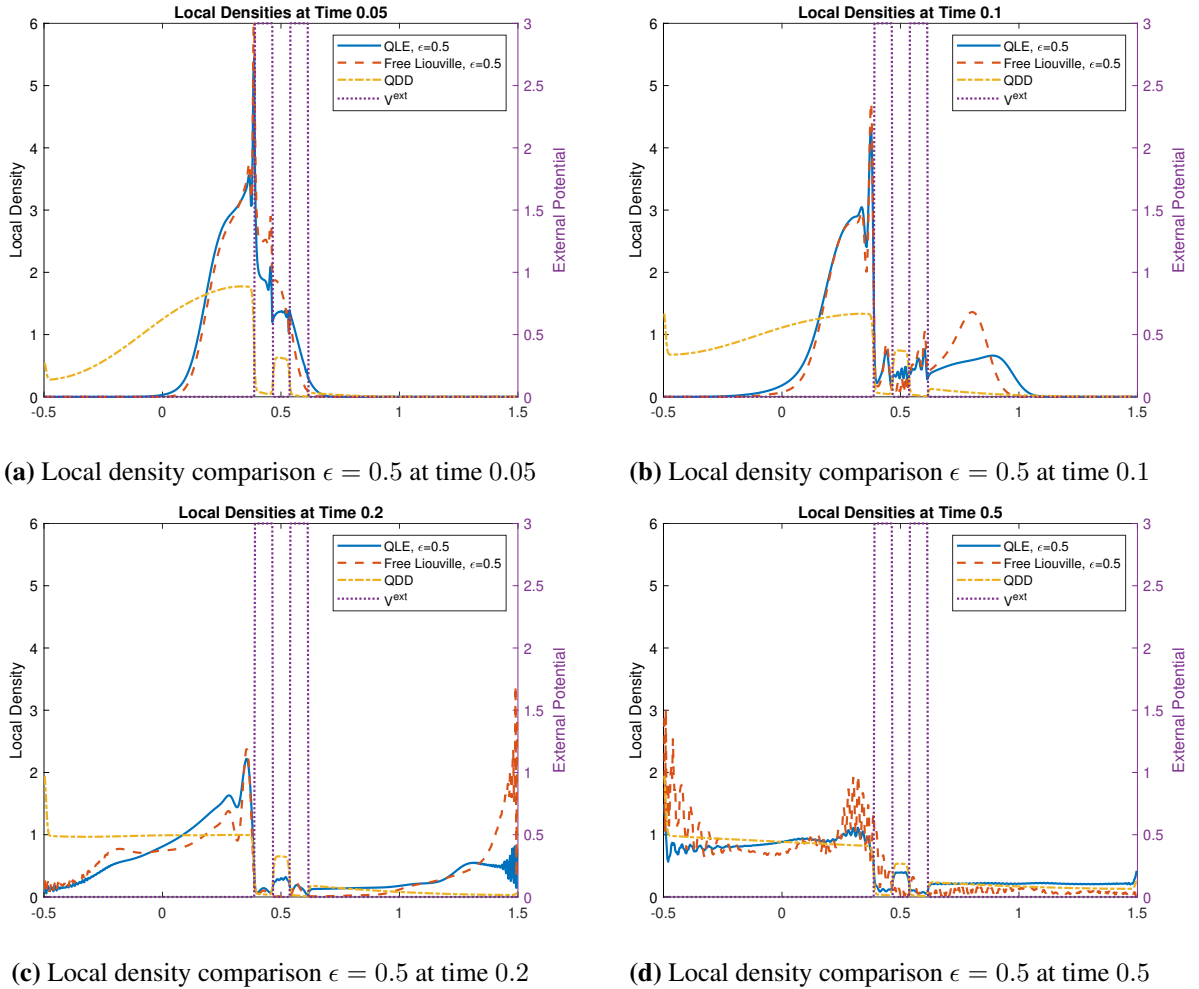 Local Densities at Time 0.05
6
5
4
3
2
1
0
Local Density
-0.5
0
0.5
1
1.5
3
2.5
2
1.5
1
0.5
0
External Potential
QLE, ϵ=0.5
Free Liouville, ϵ=0.5
QDD
V^ext
(a) Local density comparison ϵ = 0.5 at time 0.05
Local Densities at Time 0.1
6
5
4
3
2
1
0
Local Density
-0.5
0
0.5
1
1.5
3
2.5
2
1.5
1
0.5
0
External Potential
QLE, ϵ=0.5
Free Liouville, ϵ=0.5
QDD
V^ext
(b) Local density comparison ϵ = 0.5 at time 0.1
Local Densities at Time 0.2
6
5
4
3
2
1
0
Local Density
-0.5
0
0.5
1
1.5
3
2.5
2
1.5
1
0.5
0
External Potential
QLE, ϵ=0.5
Free Liouville, ϵ=0.5
QDD
V^ext
(c) Local density comparison ϵ = 0.5 at time 0.2
Local Densities at Time 0.5
6
5
4
3
2
1
0
Local Density
-0.5
0
0.5
1
1.5
3
2.5
2
1.5
1
0.5
0
External Potential
QLE, ϵ=0.5
Free Liouville, ϵ=0.5
QDD
V^ext
(d) Local density comparison ϵ = 0.5 at time 0.5